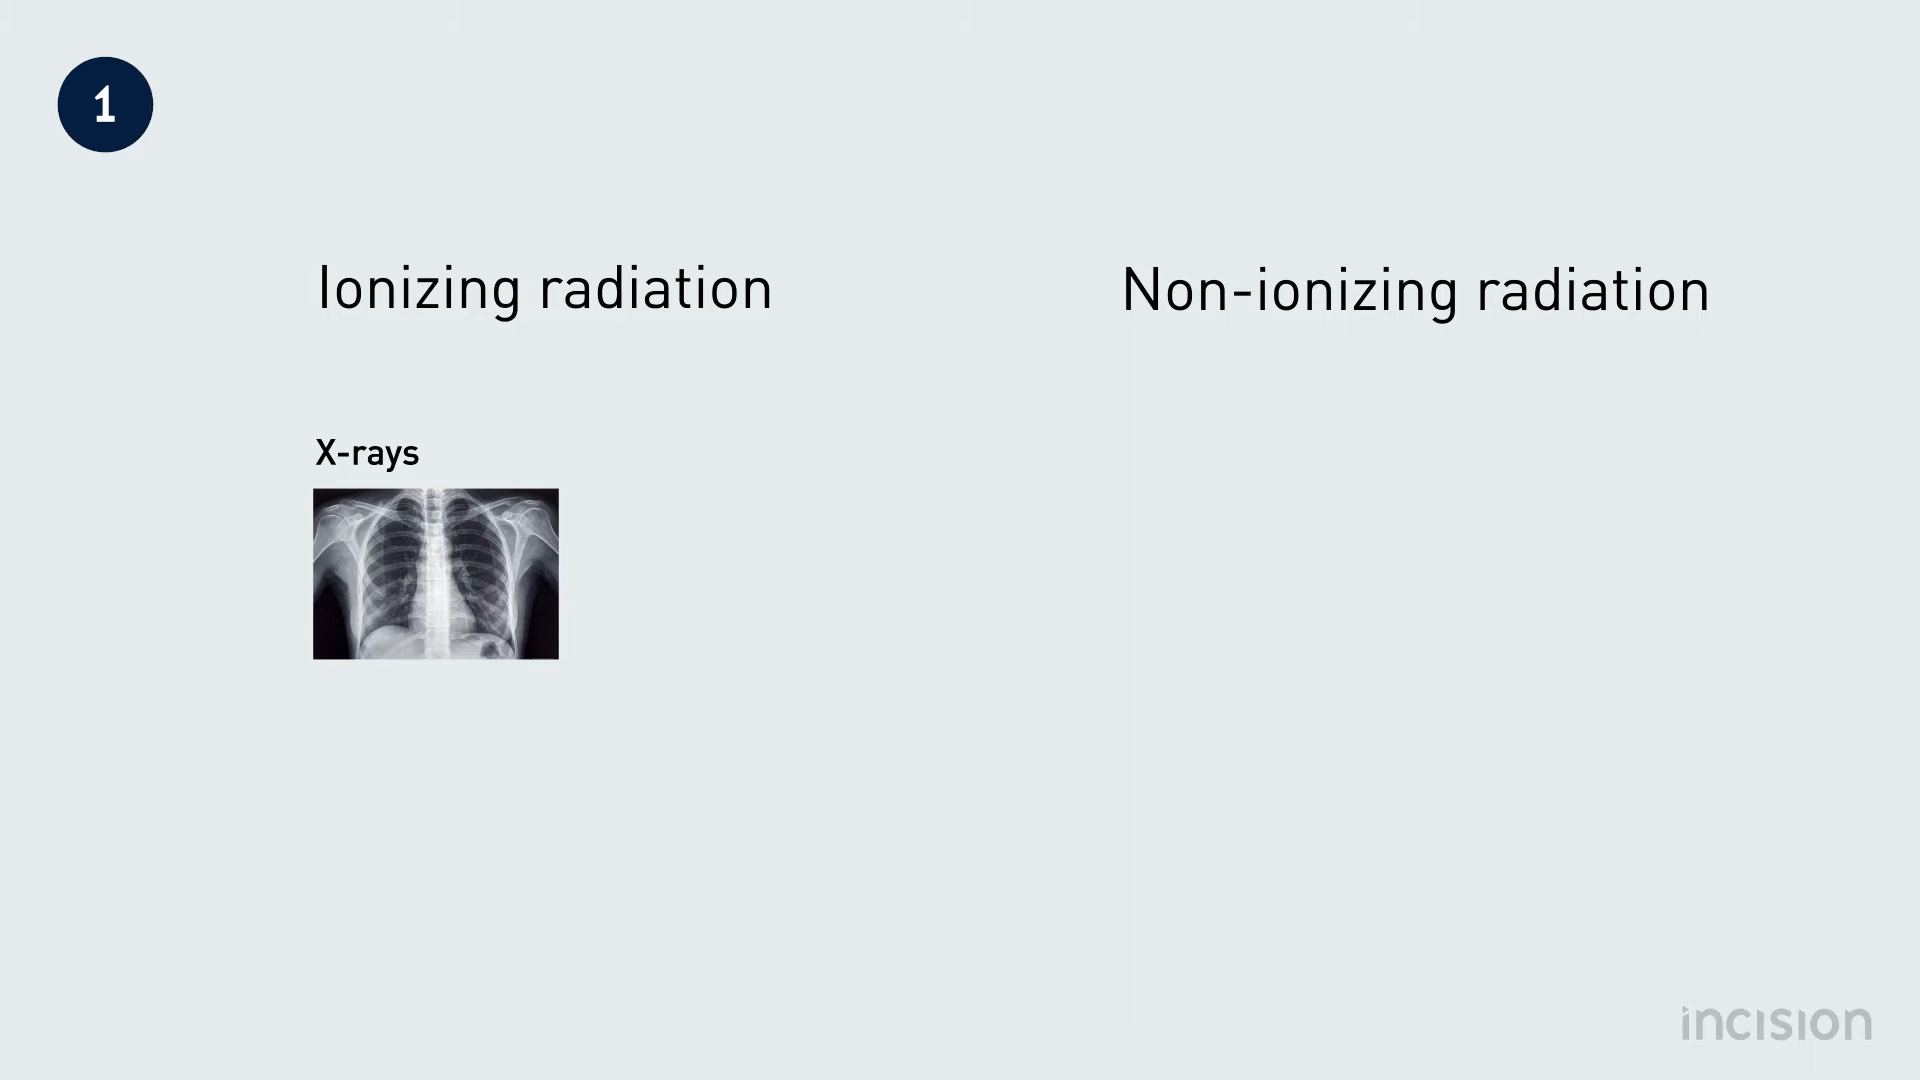 1
Ionizing radiation
Non-ionizing radiation
X-rays
incision